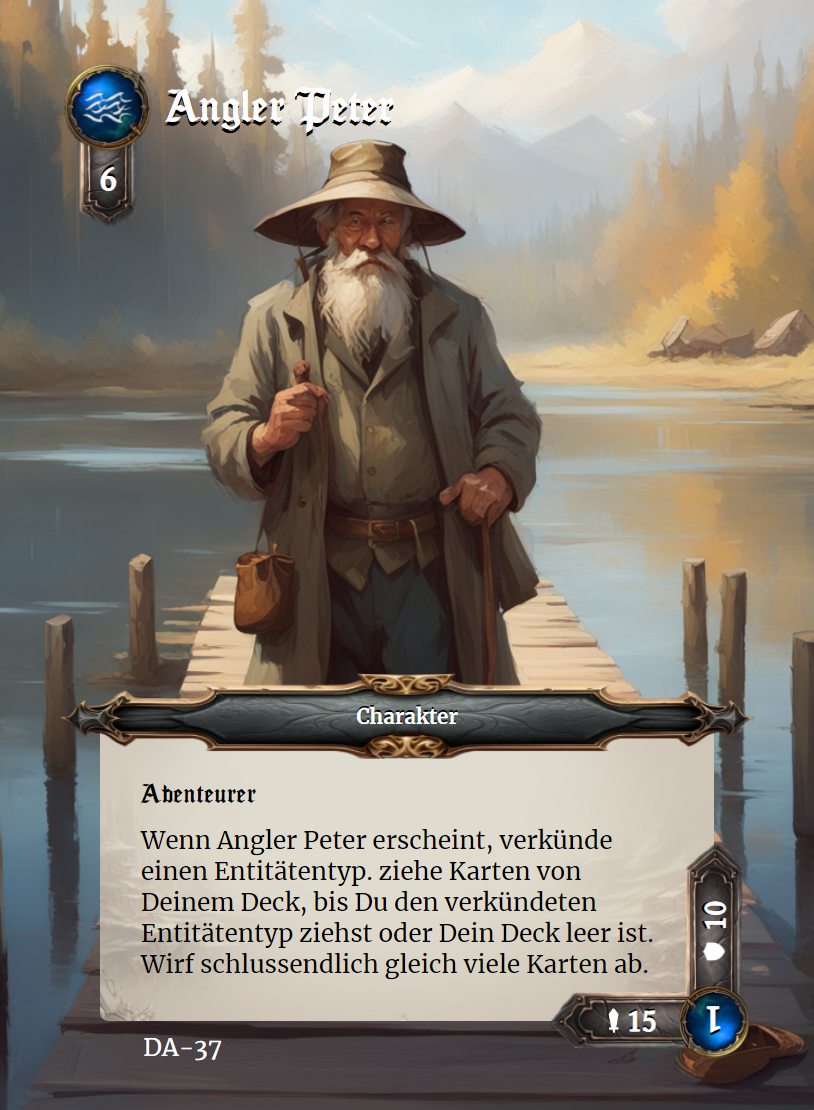 Angler Peter
6
Charakter
Abenteurer
Wenn Angler Peter erscheint, verkünde
einen Entitätentyp. ziehe Karten von
Deinem Deck, bis Du den verkündeten
Entitätentyp ziehst oder Dein Deck leer ist.
Wirf schlussendlich gleich viele Karten ab.
10
15
1
DA-37